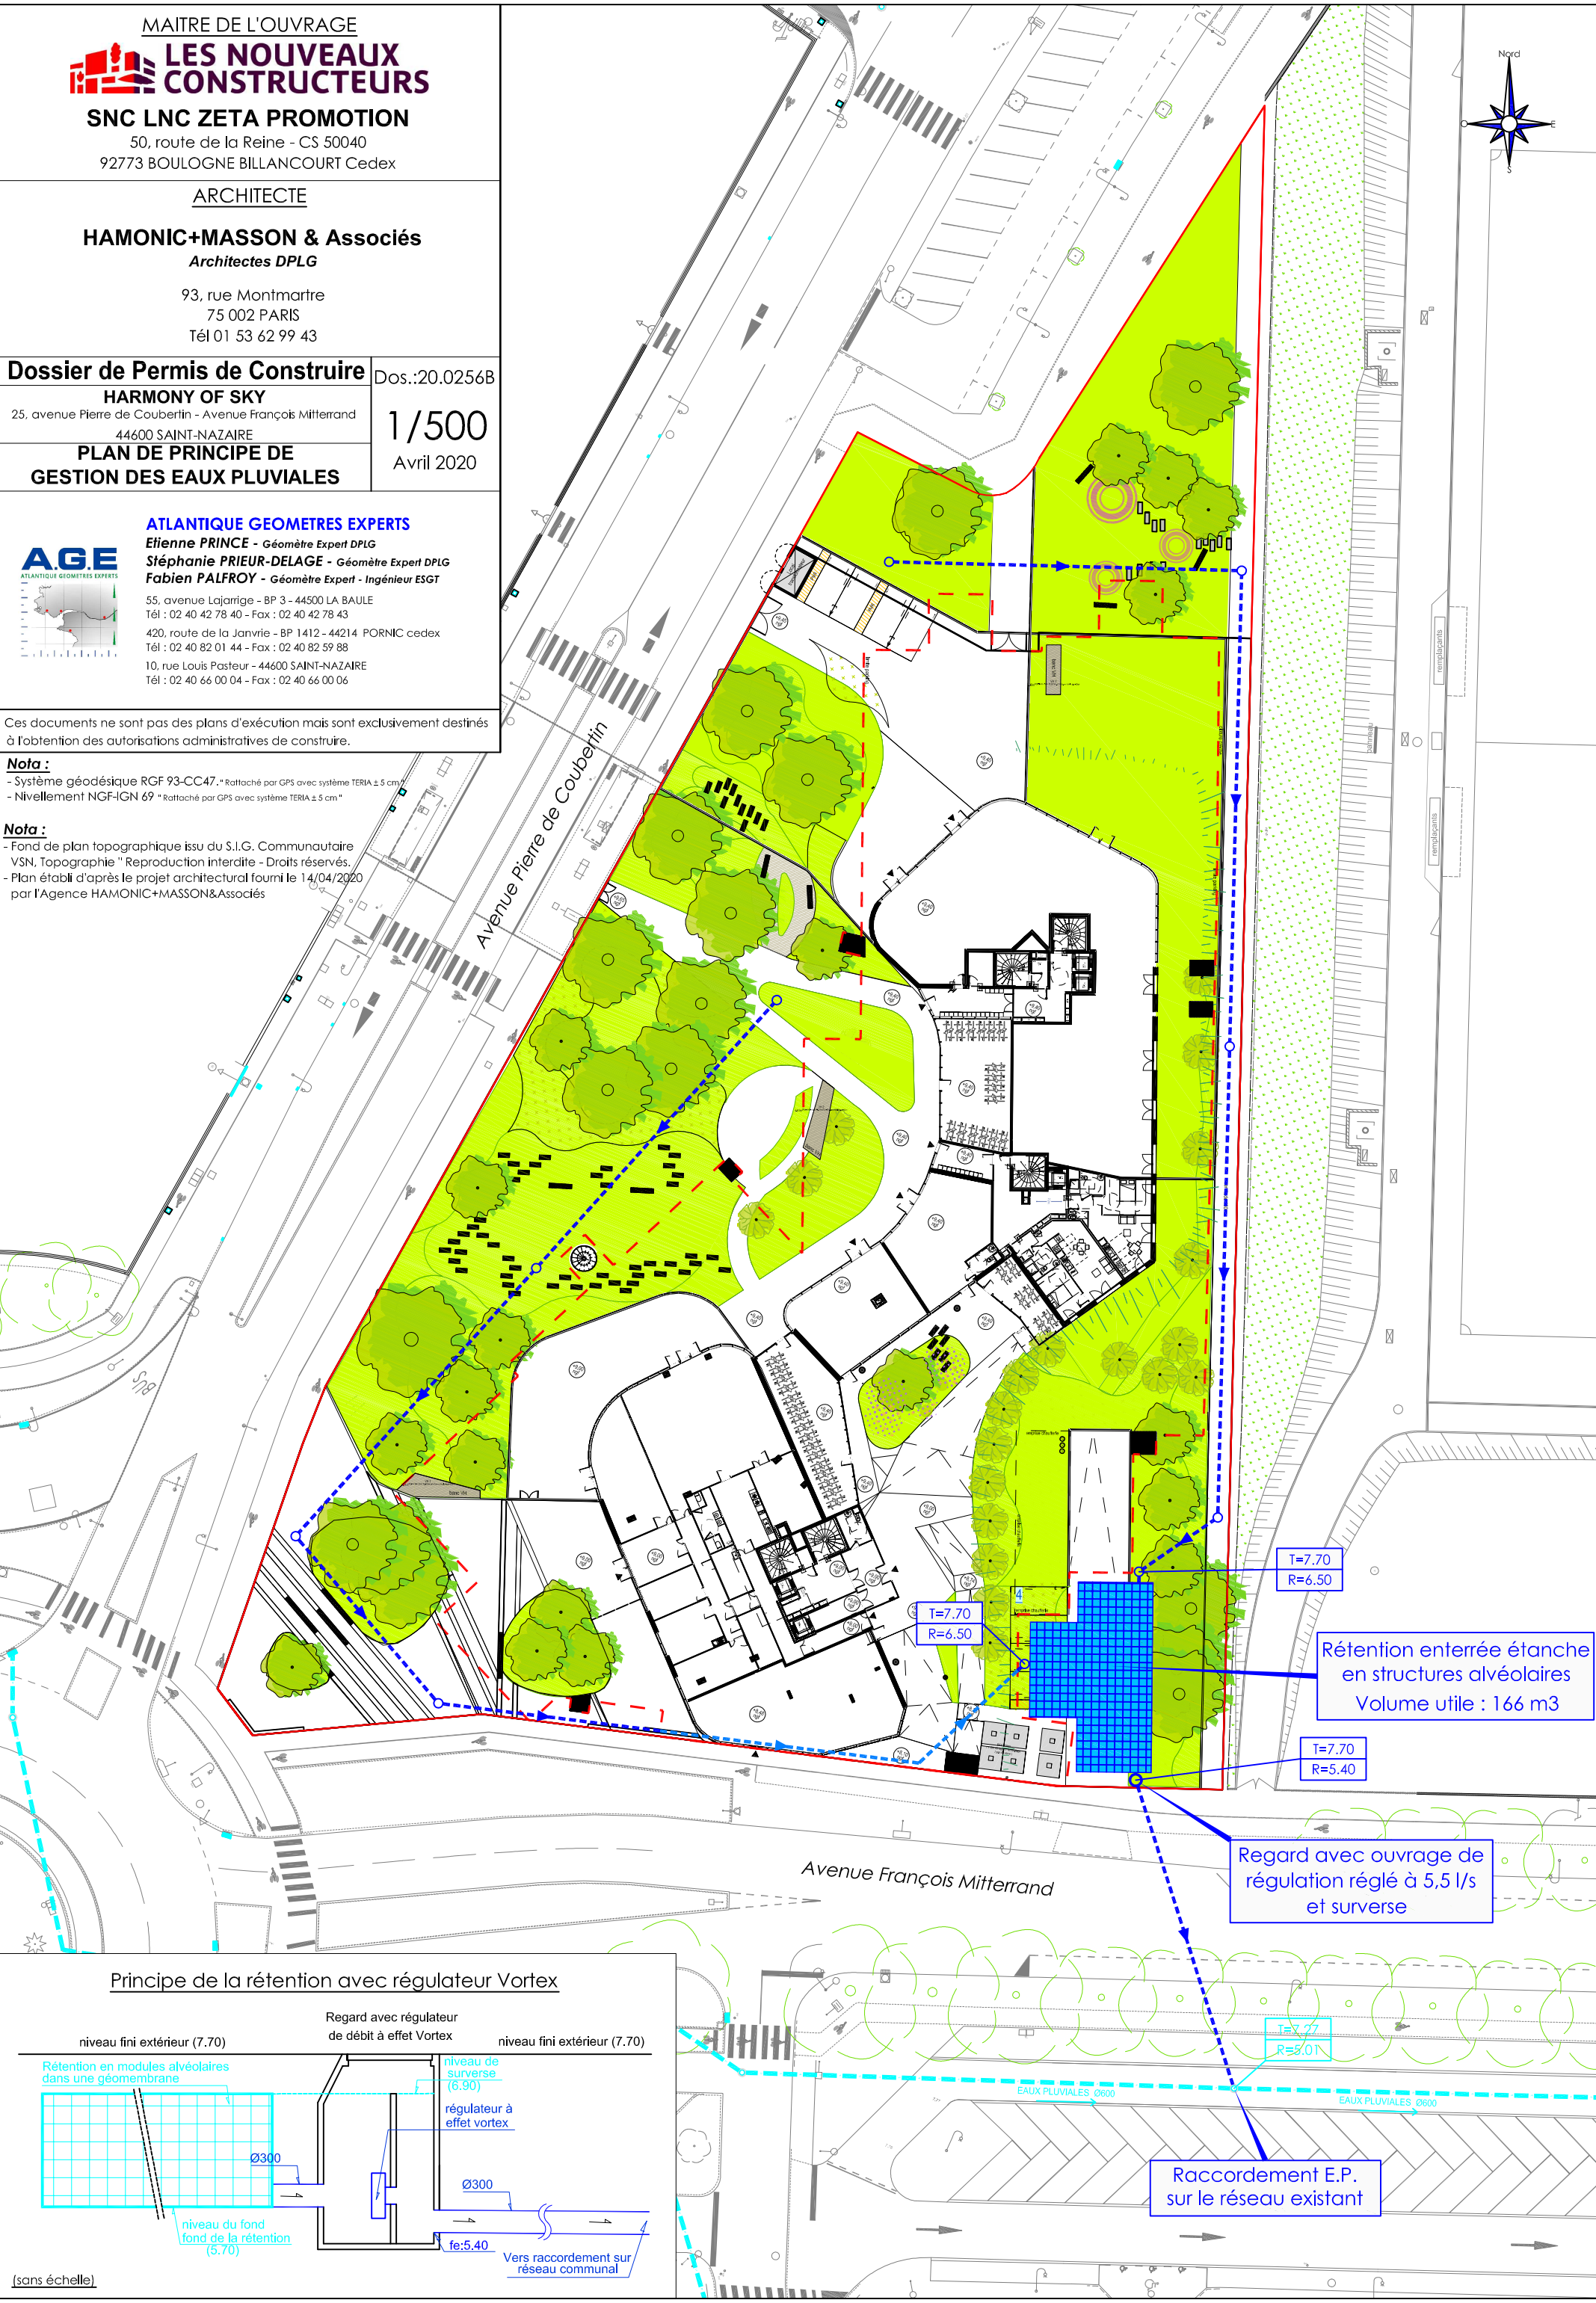 MAITRE DE L'OUVRAGE
LES NOUVEAUX
CONSTRUCTEURS
SNC LNC ZETA PROMOTION
50, route de la Reine - CS 50040
92773 BOULOGNE BILLANCOURT Cedex
ARCHITECTE
HAMONIC+MASSON & Associés
Architectes DPLG
93, rue Montmartre
75 002 PARIS
Tél 01 53 62 99 43
Dossier de Permis de Construire
HARMONY OF SKY
25, avenue Pierre de Coubertin - Avenue François Mitterrand
44600 SAINT-NAZAIRE
PLAN DE PRINCIPE DE
GESTION DES EAUX PLUVIALES
Dos.:20.0256B
1/500
Avril 2020
A.G.E
ATLANTIQUE GEOMETRES EXPERTS
ATLANTIQUE GEOMETRES EXPERTS
Etienne PRINCE - Géomètre Expert DPLG
Stéphanie PRIEUR-DELAGE - Géomètre Expert DPLG
Fabien PALFROY - Géomètre Expert - Ingénieur ESGT
55, avenue Lajarrige - BP 3 - 44500 LA BAULE
Tél : 02 40 42 78 40 - Fax : 02 40 42 78 43
420, route de la Janvrie - BP 1412 - 44214 PORNIC cedex
Tél : 02 40 82 01 44 - Fax : 02 40 82 59 88
10, rue Louis Pasteur - 44600 SAINT-NAZAIRE
Tél : 02 40 66 00 04 - Fax : 02 40 66 00 06
Ces documents ne sont pas des plans d'exécution mais sont exclusivement destinés
à l'obtention des autorisations administratives de construire.
Nota :
- Système géodésique RGF 93-CC47. "Rattaché par GPS avec système TERIA ± 5 cm"
- Nivellement NGF-IGN 69 "Rattaché par GPS avec système TERIA ± 5 cm"
Nota :
- Fond de plan topographique issu du S.I.G. Communautaire
VSN, Topographie " Reproduction interdite - Droits réservés.
- Plan établi d'après le projet architectural fourni le 14/04/2020
par l'Agence HAMONIC+MASSON&Associés
Nord
E
S
O
remplaçants
remplaçants
Avenue Pierre de Coubertin
BUS
4
T=7.70
R=6.50
T=7.70
R=6.50
Rétention enterrée étanche
en structures alvéolaires
Volume utile : 166 m3
T=7.70
R=5.40
Regard avec ouvrage de
régulation réglé à 5,5 l/s
et surverse
Avenue François Mitterrand
T=7.27
R=5.01
EAUX PLUVIALES Ø600
EAUX PLUVIALES Ø600
Raccordement E.P.
sur le réseau existant
Principe de la rétention avec régulateur Vortex
Regard avec régulateur
de débit à effet Vortex
niveau fini extérieur (7.70)
niveau fini extérieur (7.70)
Rétention en modules alvéolaires
dans une géomembrane
niveau de
surverse
(6.90)
régulateur à
effet vortex
Ø300
Ø300
niveau du fond
fond de la rétention
(5.70)
fe:5.40
Vers raccordement sur
réseau communal
(sans échelle)